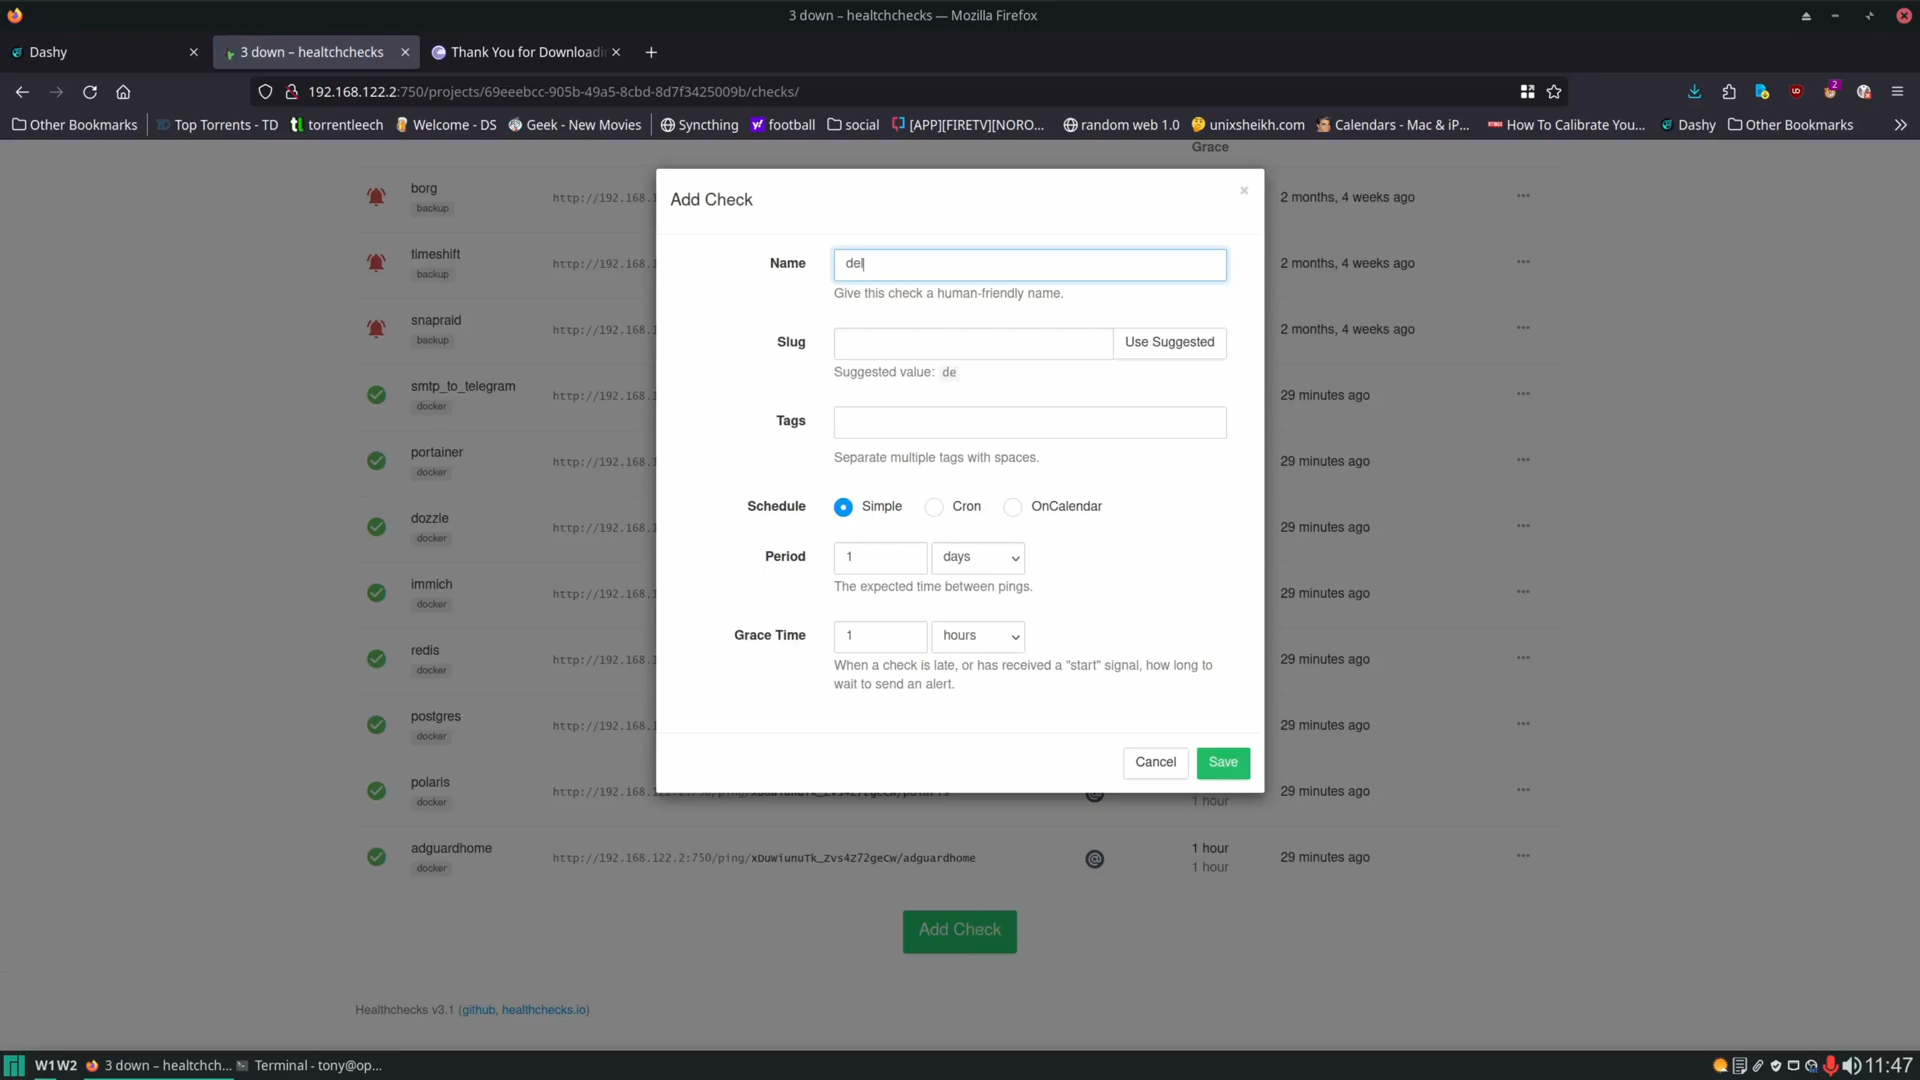 3 down – healtchchecks — Mozilla Firefox
Dashy
3 down – healtchchecks
Thank You for Downloadin
192.168.122.2:750/projects/69eeebcc-905b-49a5-8cbd-8d7f3425009b/checks/
2
Other Bookmarks
Top Torrents - TD
torrentleech
Welcome - DS
Geek - New Movies
Syncthing
football
social
[APP][FIRETV][NORO...
random web 1.0
unixsheikh.com
Calendars - Mac & iP...
How To Calibrate You...
Dashy
Other Bookmarks
Grace
borg
backup
http://192.168.1
2 months, 4 weeks ago
timeshift
backup
http://192.168.1
2 months, 4 weeks ago
snapraid
backup
http://192.168.1
2 months, 4 weeks ago
smtp_to_telegram
docker
http://192.168.1
29 minutes ago
portainer
docker
http://192.168.1
29 minutes ago
dozzle
docker
http://192.168.1
29 minutes ago
immich
docker
http://192.168.1
29 minutes ago
redis
docker
http://192.168.1
29 minutes ago
postgres
docker
http://192.168.1
29 minutes ago
polaris
docker
http://192.168.1
1 hour
29 minutes ago
adguardhome
docker
http://192.168.122.2:750/ping/xDuWiunuTk_Zvs4Z72geCw/adguardhome
1 hour
1 hour
29 minutes ago
Add Check
Name
del
Give this check a human-friendly name.
Slug
Use Suggested
Suggested value: de
Tags
Separate multiple tags with spaces.
Schedule
Simple
Cron
OnCalendar
Period
1
days
The expected time between pings.
Grace Time
1
hours
When a check is late, or has received a "start" signal, how long to
wait to send an alert.
Cancel
Save
Add Check
Healthchecks v3.1 (github, healthchecks.io)
W1W2
3 down – healtchch...
Terminal - tony@op...
11:47